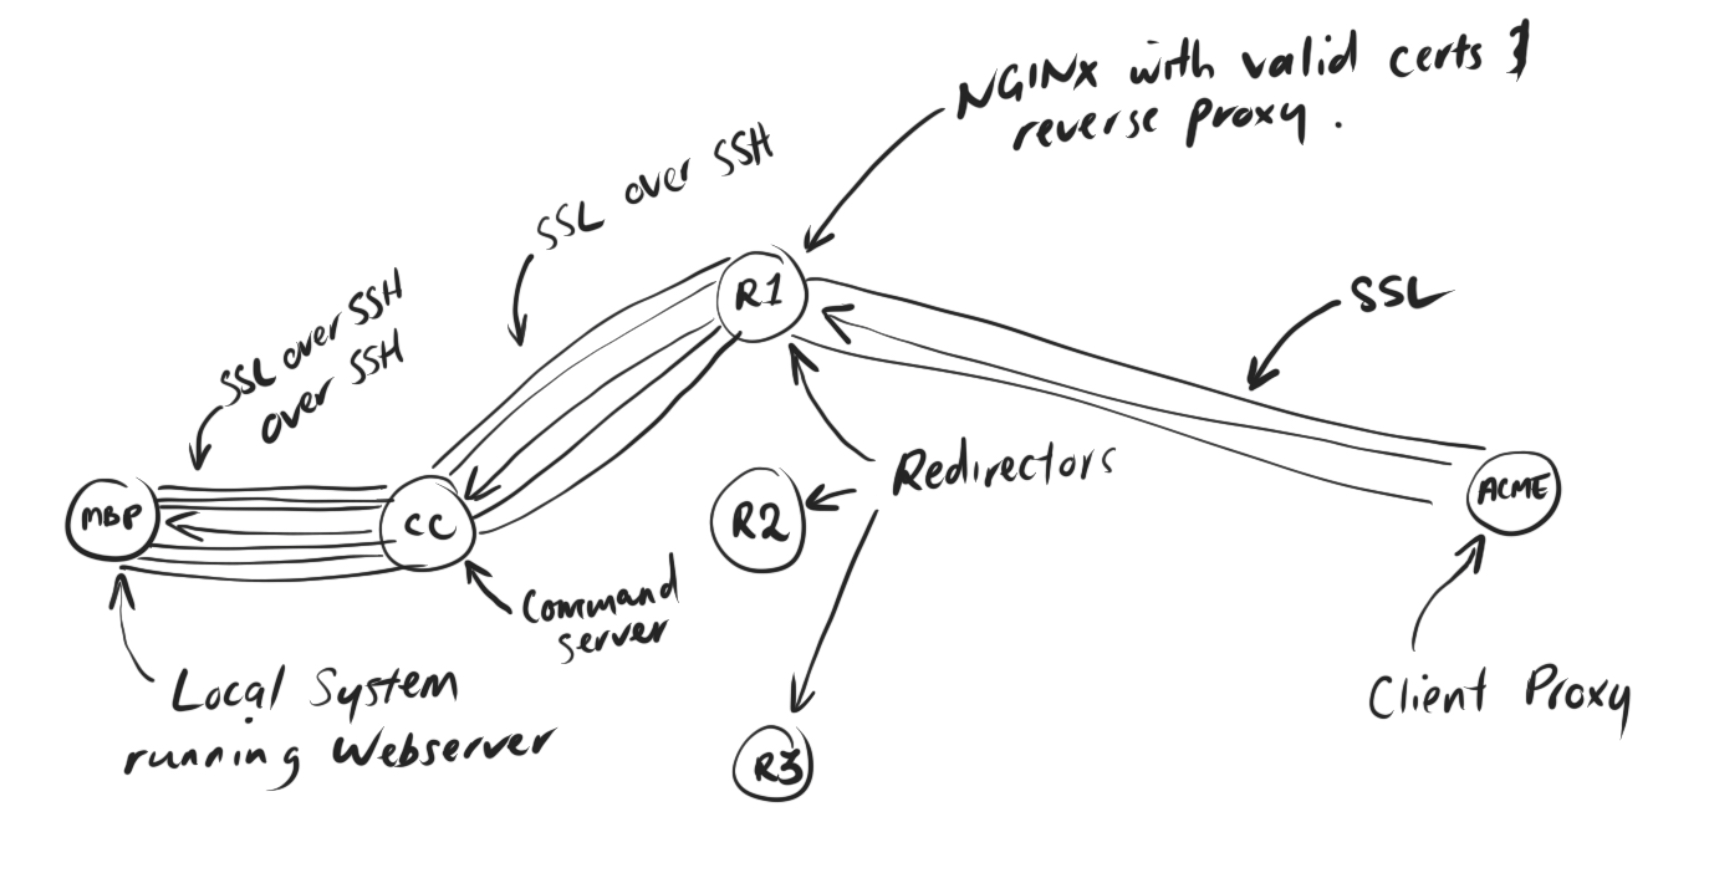 NGINX with valid certs &
reverse proxy.
SSL over SSH
R1
SSL
SSL over SSH
over SSH
Redirectors
MBP
CC
R2
ACME
Command
server
Local System
running Webserver
Client Proxy
R3